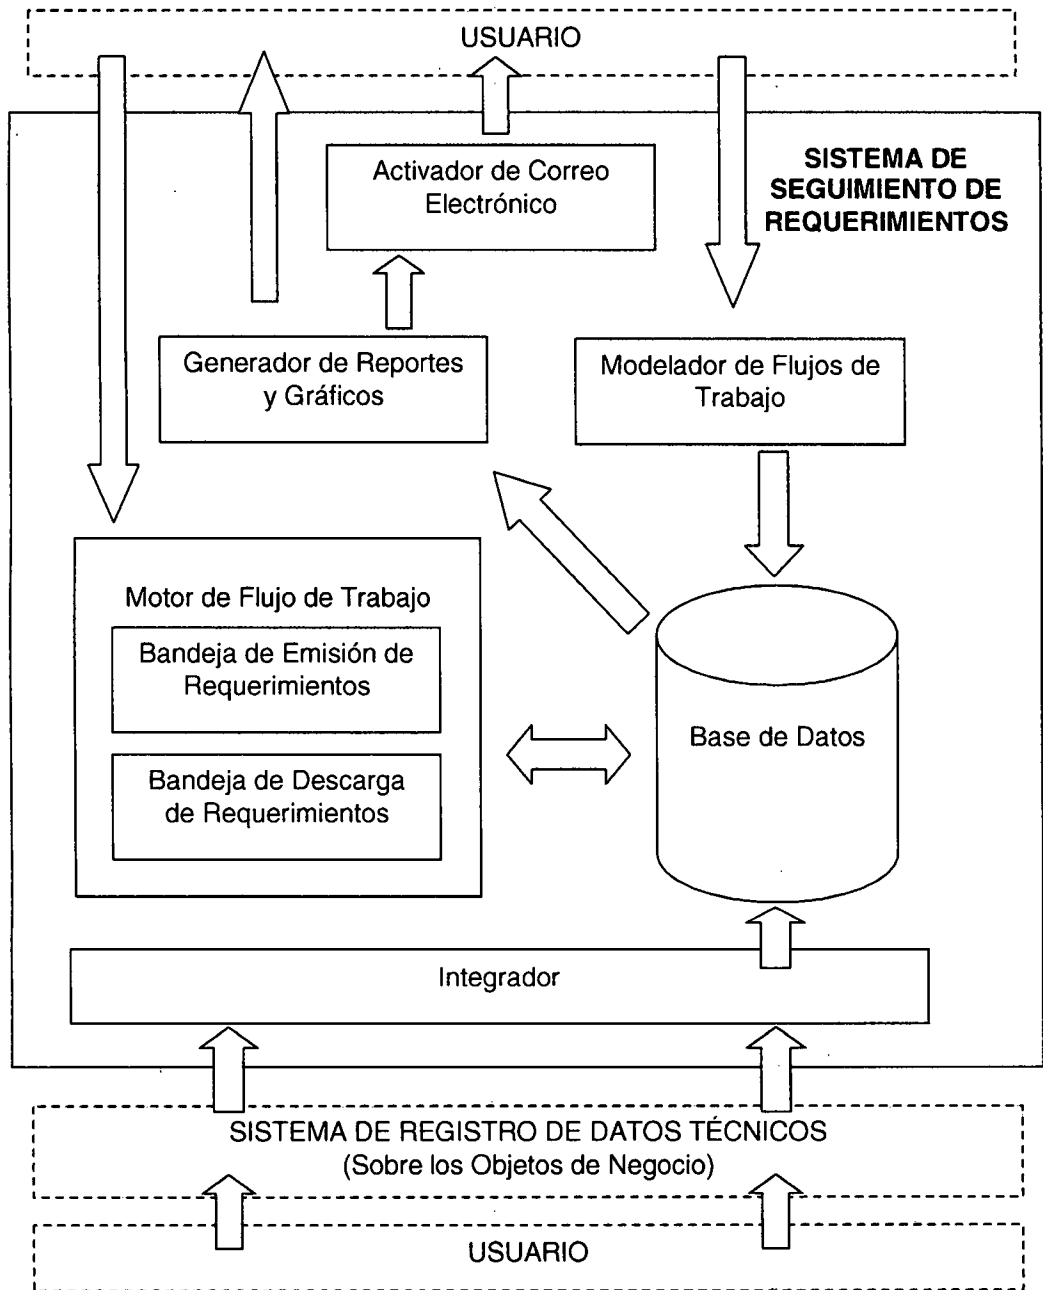 USUARIO
Activador de Correo
Electrónico
SISTEMA DE
SEGUIMIENTO DE
REQUERIMIENTOS
Generador de Reportes
y Gráficos
Modelador de Flujos de
Trabajo
Motor de Flujo de Trabajo
Bandeja de Emisión de
Requerimientos
Bandeja de Descarga
de Requerimientos
Base de Datos
Integrador
SISTEMA DE REGISTRO DE DATOS TÉCNICOS
(Sobre los Objetos de Negocio)
USUARIO